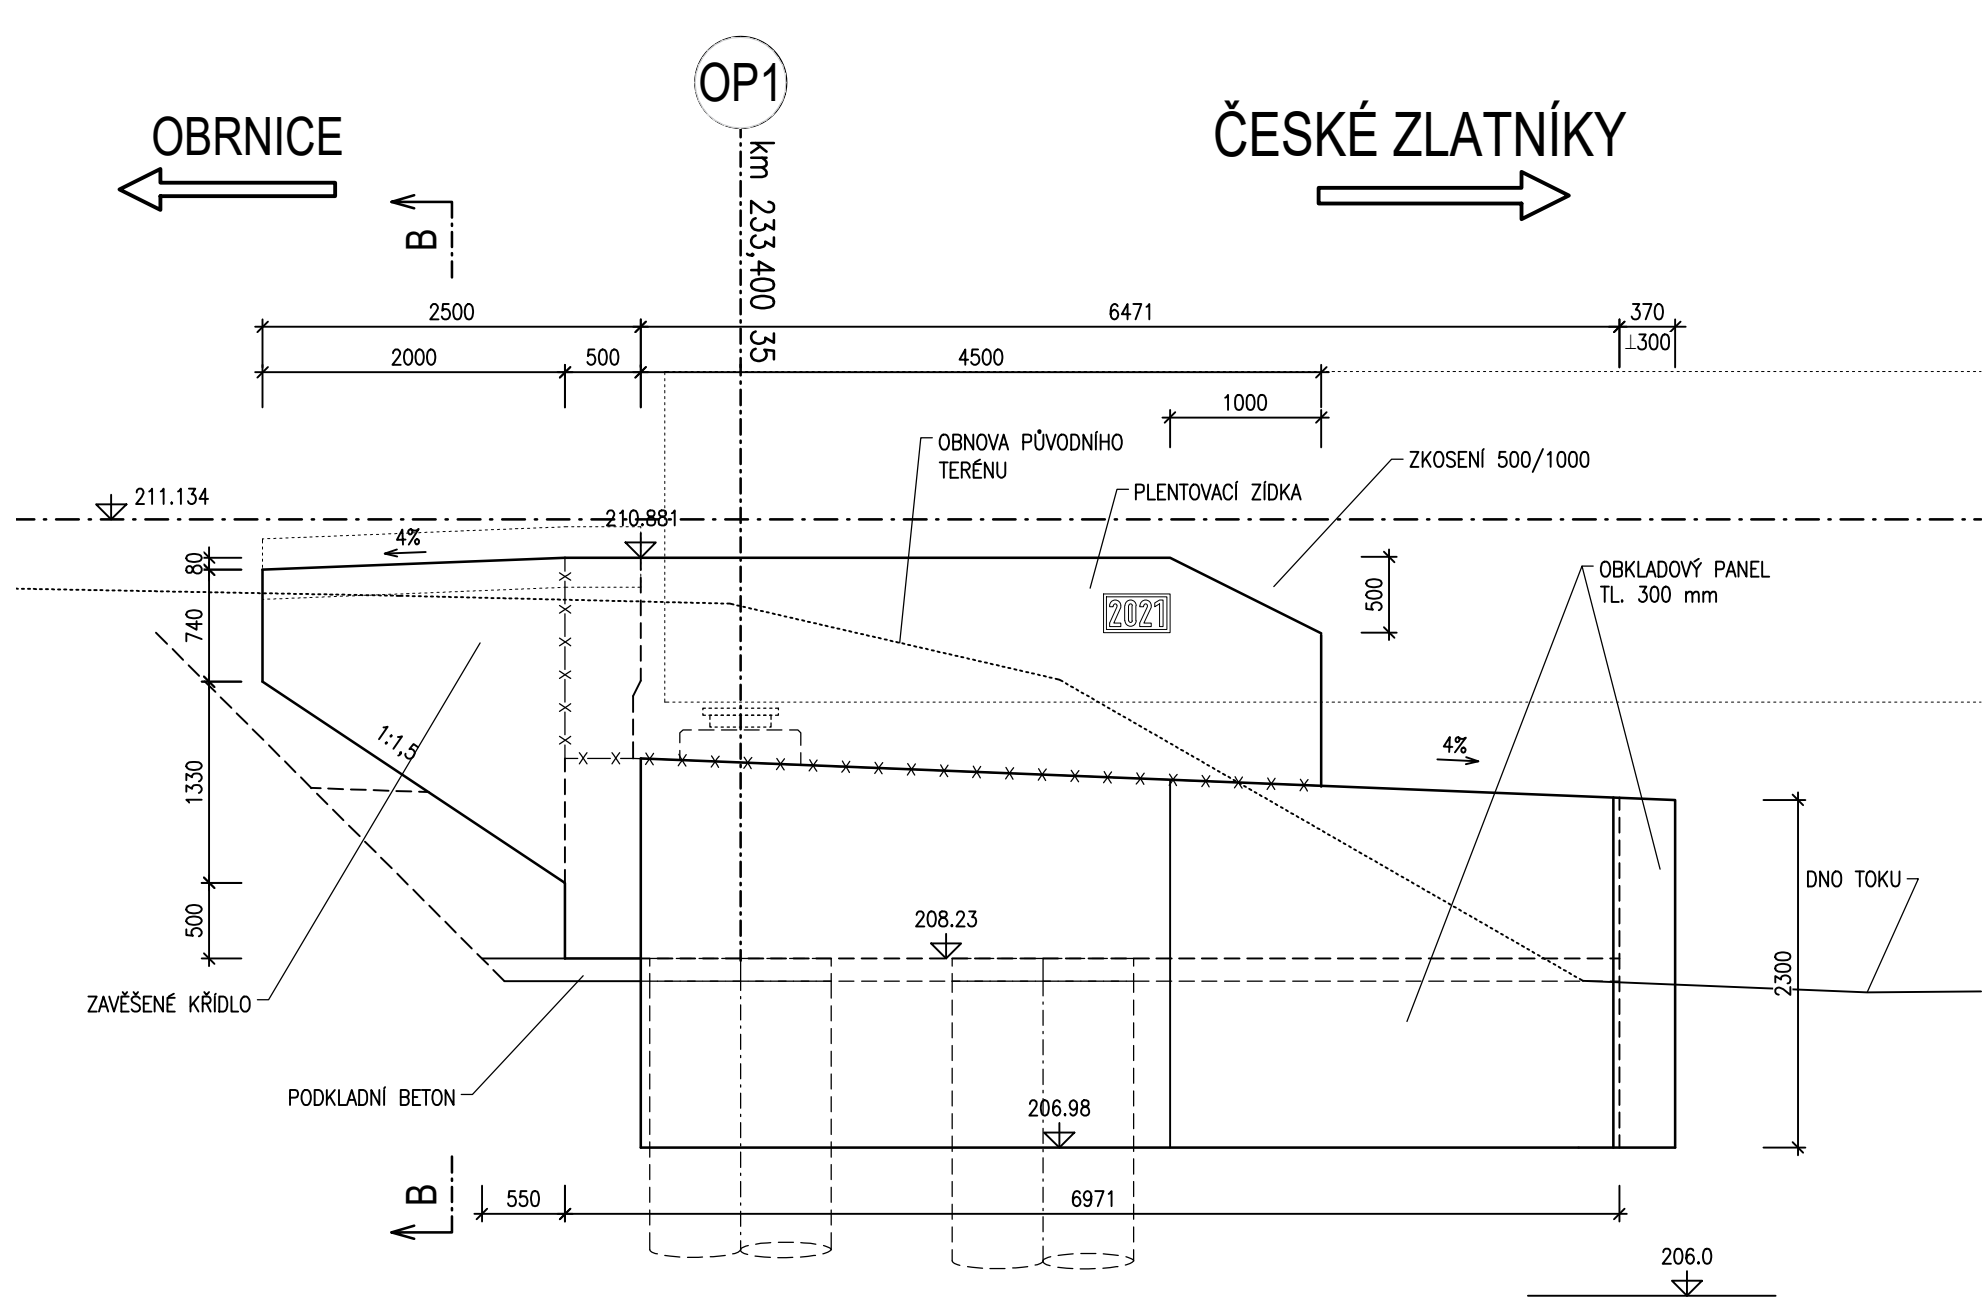 OP1
OBRNICE
ČESKÉ ZLATNÍKY
km 233,400 35
B
2500
6471
370
⊥300
2000
500
4500
1000
OBNOVA PŮVODNÍHO
TERÉNU
ZKOSENÍ 500/1000
PLENTOVACÍ ZÍDKA
211.134
210.881
4%
80
740
500
OBKLADOVÝ PANEL
TL. 300 mm
2021
1:1,5
4%
1330
DNO TOKU
500
208.23
2300
ZAVĚŠENÉ KŘÍDLO
PODKLADNÍ BETON
206.98
B
550
6971
206.0